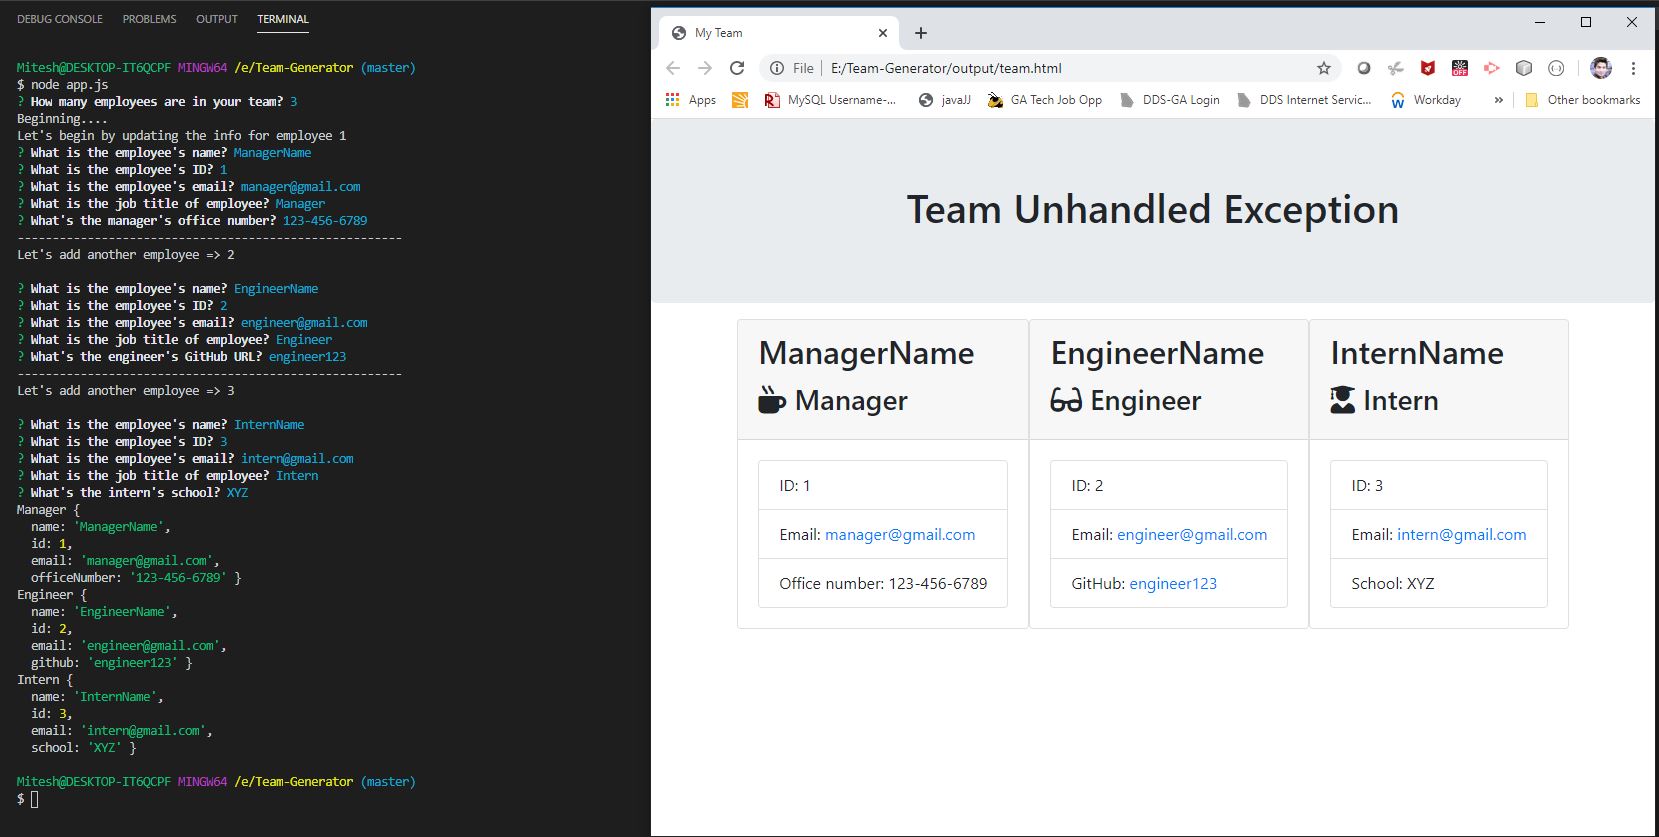 DEBUG CONSOLE PROBLEMS OUTPUT TERMINAL
Mitesh@DESKTOP-IT6QCPF MINGW64 /e/Team-Generator (master)
$ node app.js
? How many employees are in your team? 3
Beginning....
Let's begin by updating the info for employee 1
? What is the employee's name? ManagerName
? What is the employee's ID? 1
? What is the employee's email? manager@gmail.com
? What is the job title of employee? Manager
? What's the manager's office number? 123-456-6789
-------------------------------------------------------
Let's add another employee => 2
? What is the employee's name? EngineerName
? What is the employee's ID? 2
? What is the employee's email? engineer@gmail.com
? What is the job title of employee? Engineer
? What's the engineer's GitHub URL? engineer123
-------------------------------------------------------
Let's add another employee => 3
? What is the employee's name? InternName
? What is the employee's ID? 3
? What is the employee's email? intern@gmail.com
? What is the job title of employee? Intern
? What's the intern's school? XYZ
Manager {
name: 'ManagerName',
id: 1,
email: 'manager@gmail.com',
officeNumber: '123-456-6789' }
Engineer {
name: 'EngineerName',
id: 2,
email: 'engineer@gmail.com',
github: 'engineer123' }
Intern {
name: 'InternName',
id: 3,
email: 'intern@gmail.com',
school: 'XYZ' }
Mitesh@DESKTOP-IT6QCPF MINGW64 /e/Team-Generator (master)
$
My Team
File | E:/Team-Generator/output/team.html
OFF
Apps MySQL Username-... javaJJ GA Tech Job Opp DDS-GA Login DDS Internet Servic... Workday » Other bookmarks
Team Unhandled Exception
ManagerName
Manager
ID: 1
Email: manager@gmail.com
Office number: 123-456-6789
EngineerName
Engineer
ID: 2
Email: engineer@gmail.com
GitHub: engineer123
InternName
Intern
ID: 3
Email: intern@gmail.com
School: XYZ